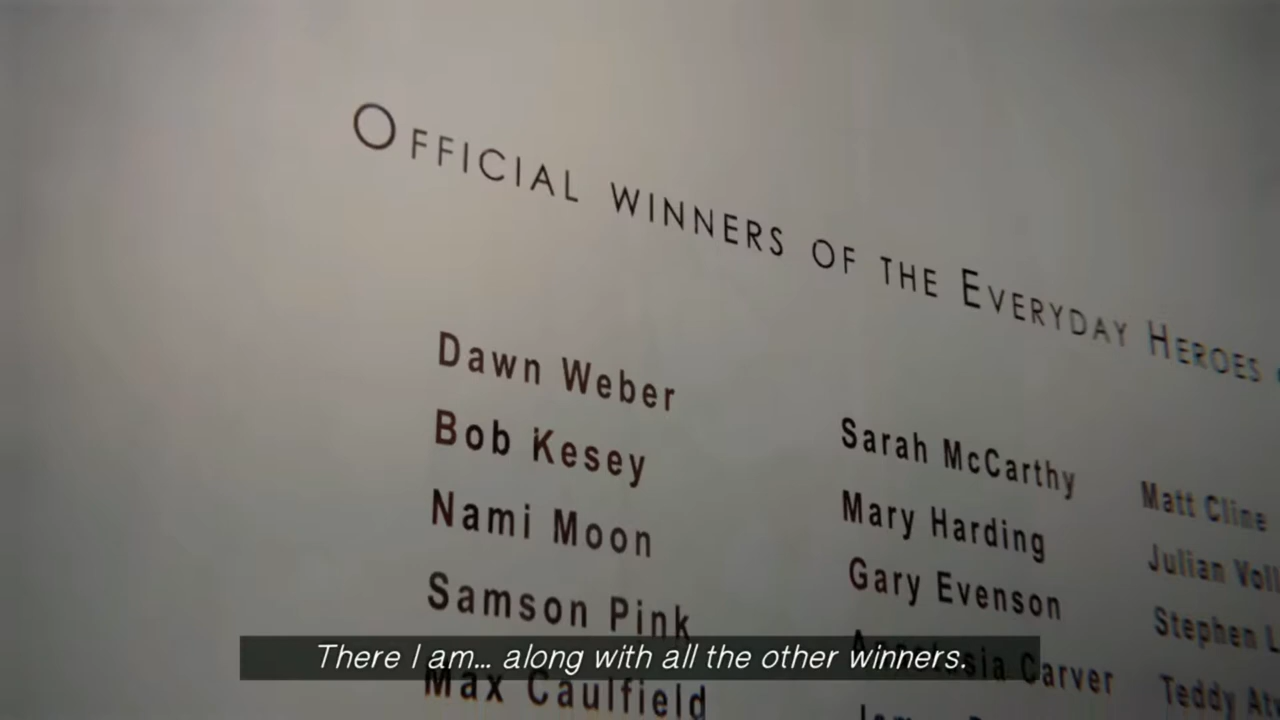 Official winners of the Everyday Heroes
Dawn Weber
Bob Kesey
Nami Moon
Samson Pink
Max Caulfield
Sarah McCarthy
Mary Harding
Gary Evenson
Carver
Matt Cline
Julian
Stephen
Teddy
There I am... along with all the other winners.